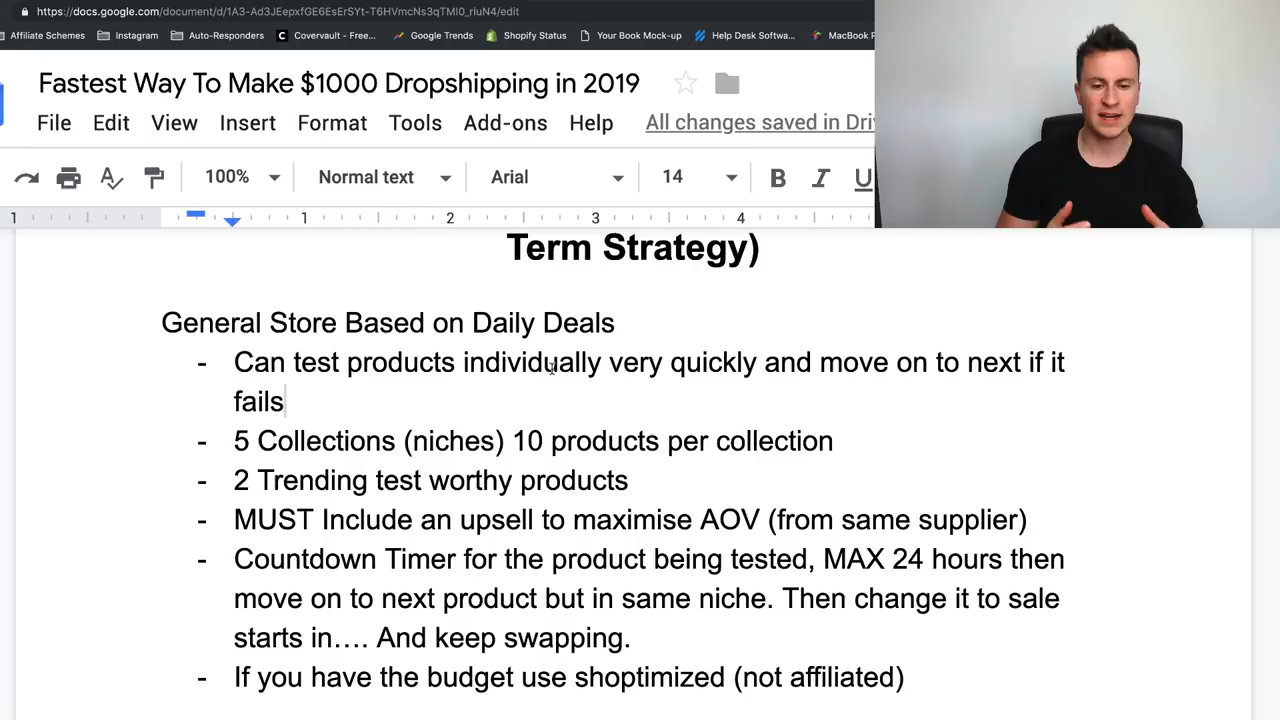 https://docs.google.com/document/d/1A3-Ad3JEepxfGE6EsErSYt-T6HVmcNs3qTMI0_riuN4/edit
Affiliate Schemes Instagram Auto-Responders Covervault - Free... Google Trends Shopify Status Your Book Mock-up Help Desk Softwa... MacBook
Fastest Way To Make $1000 Dropshipping in 2019
File Edit View Insert Format Tools Add-ons Help All changes saved in Dri
100% Normal text Arial 14 B I U
1 1 2 3 4
Term Strategy)
General Store Based on Daily Deals
- Can test products individually very quickly and move on to next if it
fails
- 5 Collections (niches) 10 products per collection
- 2 Trending test worthy products
- MUST Include an upsell to maximise AOV (from same supplier)
- Countdown Timer for the product being tested, MAX 24 hours then
move on to next product but in same niche. Then change it to sale
starts in…. And keep swapping.
- If you have the budget use shoptimized (not affiliated)